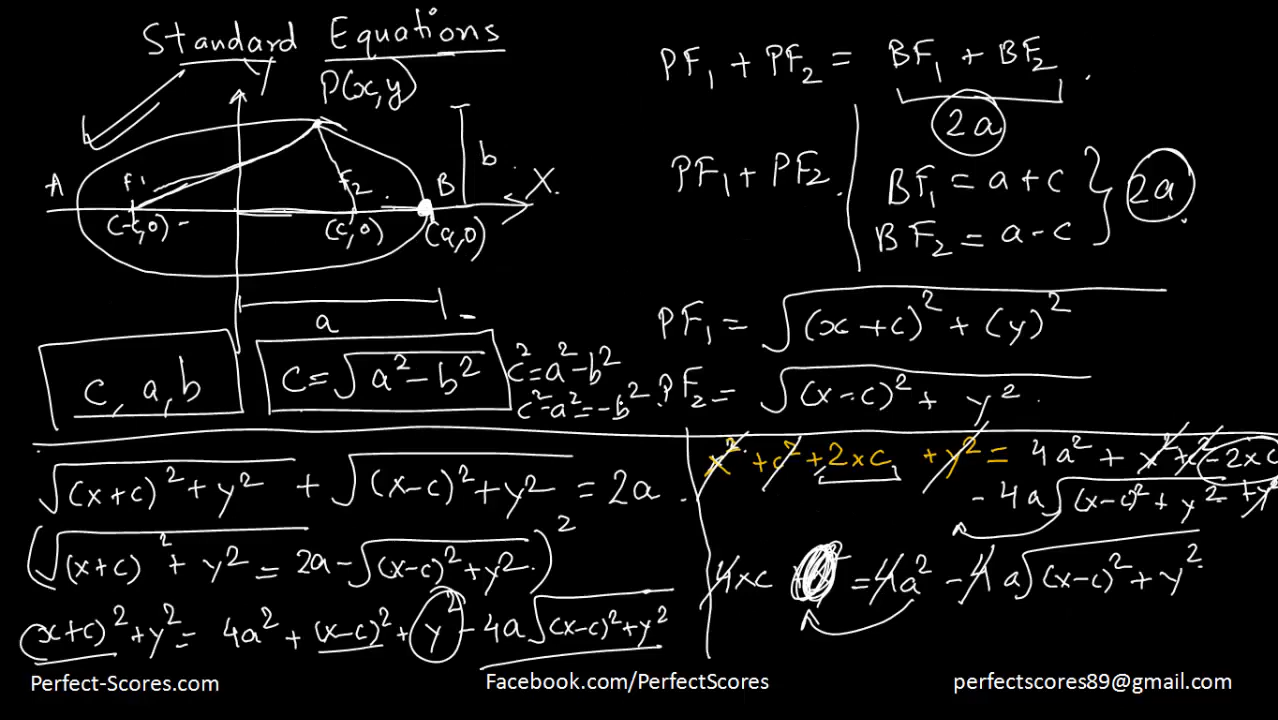 Standard Equations
y
P(x,y)
A F1 F2 B X
b
(-c,0) (c,0) (a,0)
a
c, a, b
c = √(a² - b²)
c² = a² - b²
c² - a² = -b²
PF₁ + PF₂ = BF₁ + BF₂
2a
PF₁ + PF₂
BF₁ = a + c
BF₂ = a - c
} 2a
PF₁ = √((x + c)² + (y)²)
PF₂ = √((x - c)² + y²)
√((x+c)² + y²) + √((x-c)² + y²) = 2a
(√((x+c)² + y²) = 2a - √((x-c)² + y²))²
(x+c)² + y² = 4a² + (x-c)² + y² - 4a√((x-c)² + y²)
x² + c² + 2xc + y² = 4a² + x² + c² - 2xc
- 4a√((x-c)² + y²) + y²
4xc = 4a² - 4a√((x-c)² + y²)
Perfect-Scores.com
Facebook.com/PerfectScores
perfectscores89@gmail.com